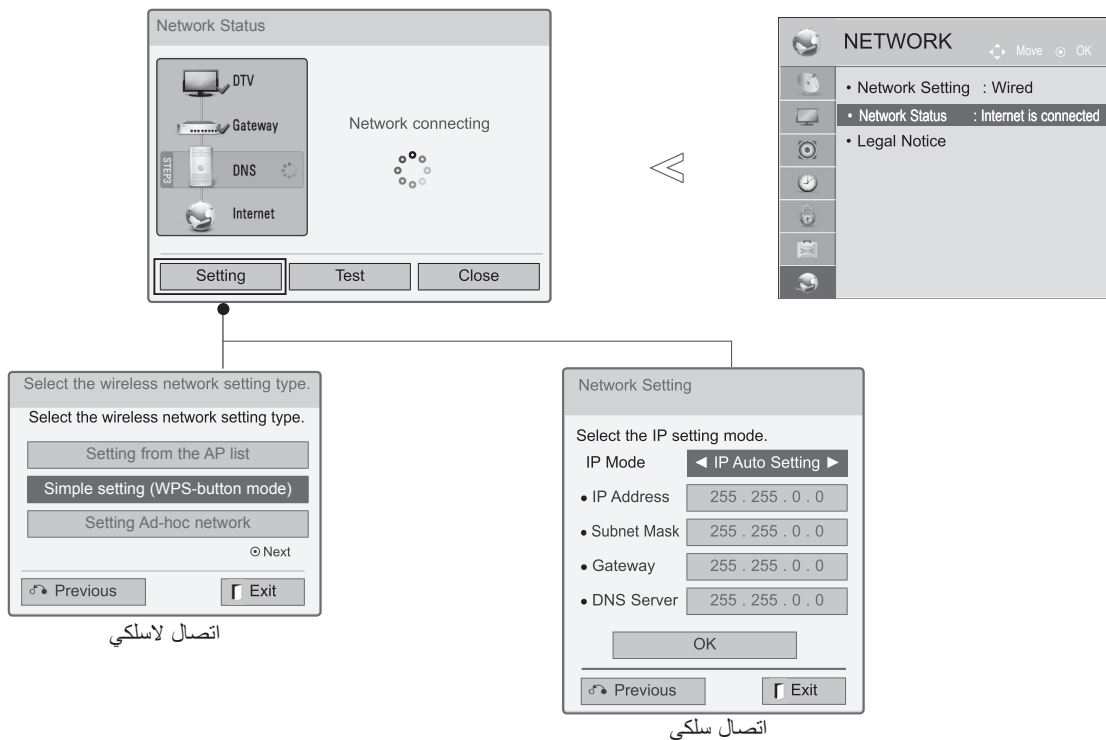 Network Status
DTV
Gateway
STEP3
DNS
Internet
Network connecting
Setting
Test
Close
NETWORK
Move ⊙ OK
• Network Setting : Wired
• Network Status : Internet is connected
• Legal Notice
Select the wireless network setting type.
Select the wireless network setting type.
Setting from the AP list
Simple setting (WPS-button mode)
Setting Ad-hoc network
⊙ Next
Previous
Exit
اتصال لاسلكي
Network Setting
Select the IP setting mode.
IP Mode ◄ IP Auto Setting ►
• IP Address 255 . 255 . 0 . 0
• Subnet Mask 255 . 255 . 0 . 0
• Gateway 255 . 255 . 0 . 0
• DNS Server 255 . 255 . 0 . 0
OK
Previous
Exit
اتصال سلكي